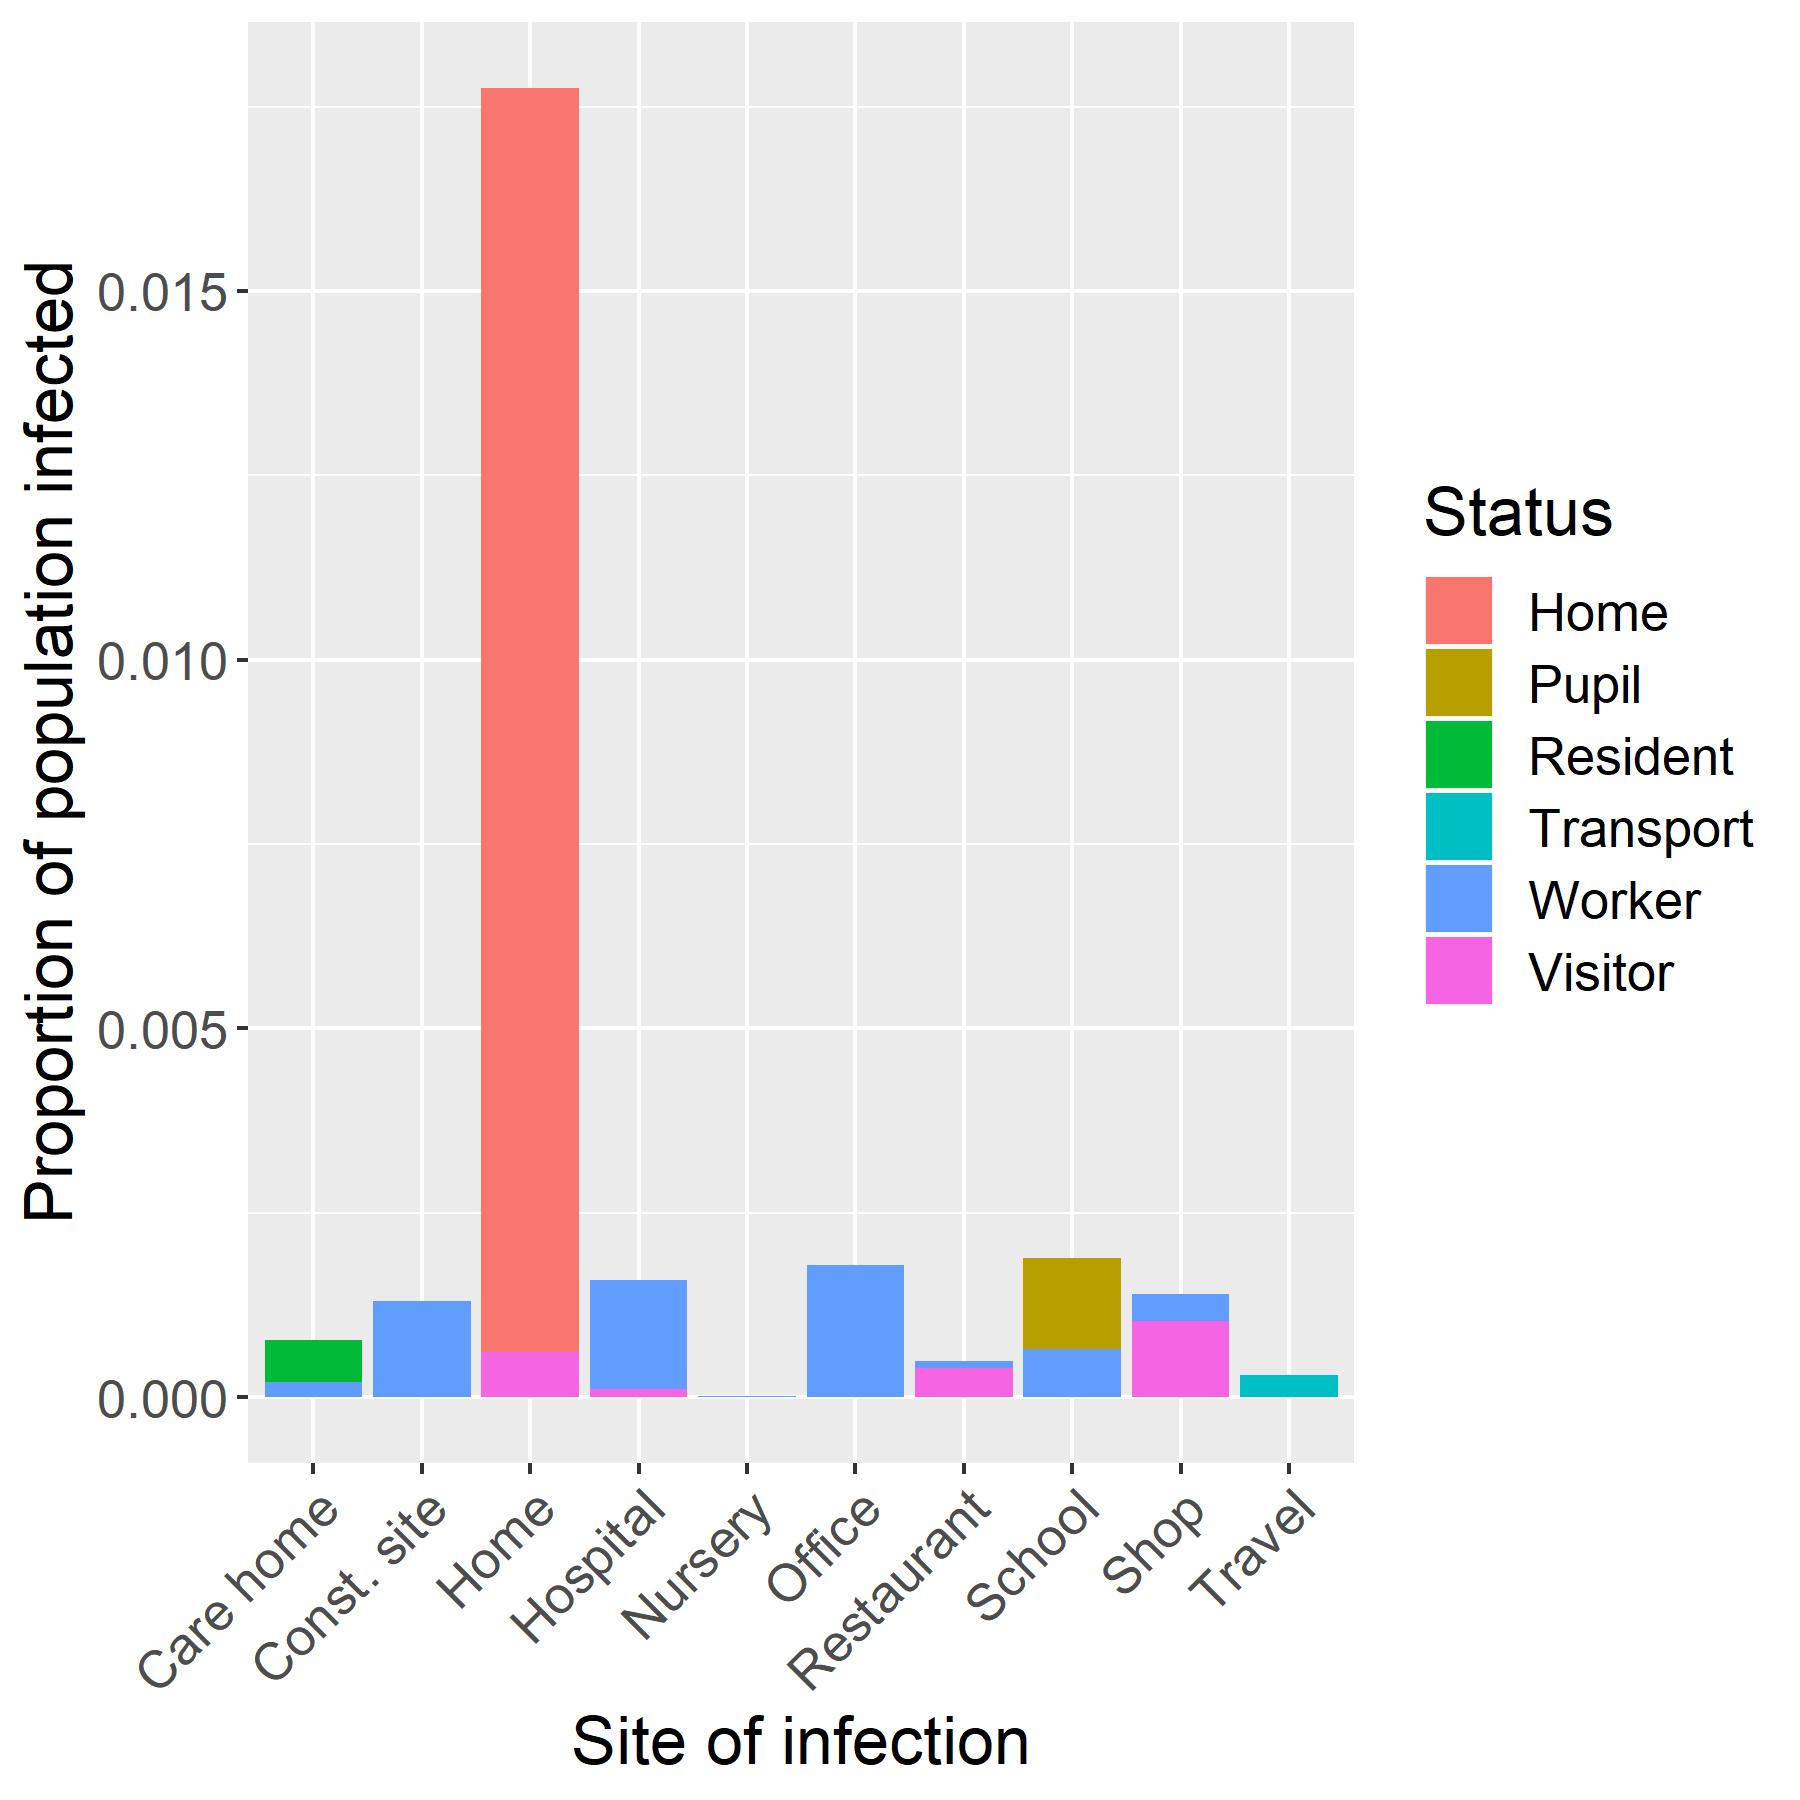 Proportion of population infected
0.015
0.010
0.005
0.000
Care home
Const. site
Home
Hospital
Nursery
Office
Restaurant
School
Shop
Travel
Site of infection
Status
Home
Pupil
Resident
Transport
Worker
Visitor